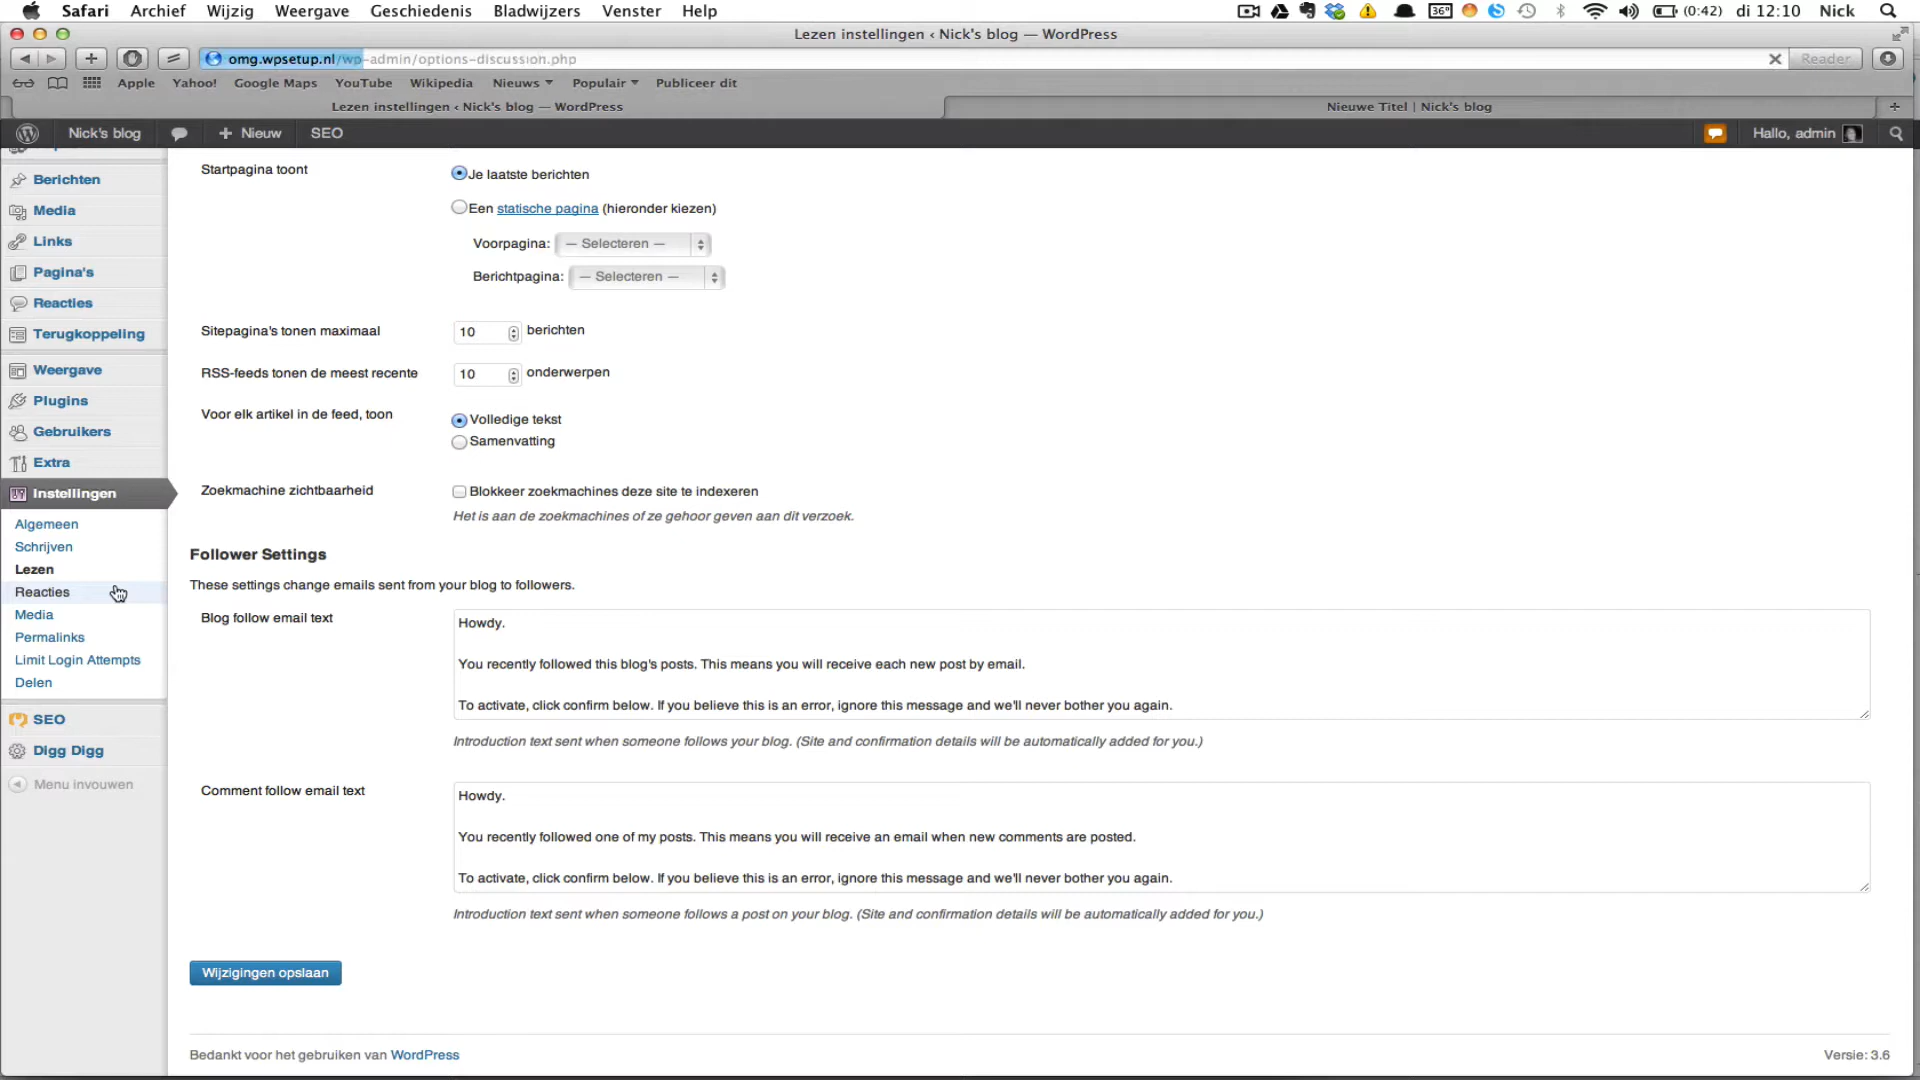 Safari Archief Wijzig Weergave Geschiedenis Bladwijzers Venster Help 36° (0:42) di 12:10 Nick
Lezen instellingen ‹ Nick's blog — WordPress
omg.wpsetup.nl/wp-admin/options-discussion.php Reader
Apple Yahoo! Google Maps YouTube Wikipedia Nieuws Populair Publiceer dit
Lezen instellingen ‹ Nick's blog — WordPress Nieuwe Titel | Nick's blog
Nick's blog Nieuw SEO Hallo, admin
Berichten
Media
Links
Pagina's
Reacties
Terugkoppeling
Weergave
Plugins
Gebruikers
Extra
Instellingen
Algemeen
Schrijven
Lezen
Reacties
Media
Permalinks
Limit Login Attempts
Delen
SEO
Digg Digg
Menu invouwen
Startpagina toont Je laatste berichten
Een statische pagina (hieronder kiezen)
Voorpagina: — Selecteren —
Berichtpagina: — Selecteren —
Sitepagina's tonen maximaal 10 berichten
RSS-feeds tonen de meest recente 10 onderwerpen
Voor elk artikel in de feed, toon Volledige tekst
Samenvatting
Zoekmachine zichtbaarheid Blokkeer zoekmachines deze site te indexeren
Het is aan de zoekmachines of ze gehoor geven aan dit verzoek.
Follower Settings
These settings change emails sent from your blog to followers.
Blog follow email text Howdy.
You recently followed this blog's posts. This means you will receive each new post by email.
To activate, click confirm below. If you believe this is an error, ignore this message and we'll never bother you again.
Introduction text sent when someone follows your blog. (Site and confirmation details will be automatically added for you.)
Comment follow email text Howdy.
You recently followed one of my posts. This means you will receive an email when new comments are posted.
To activate, click confirm below. If you believe this is an error, ignore this message and we'll never bother you again.
Introduction text sent when someone follows a post on your blog. (Site and confirmation details will be automatically added for you.)
Wijzigingen opslaan
Bedankt voor het gebruiken van WordPress Versie: 3.6